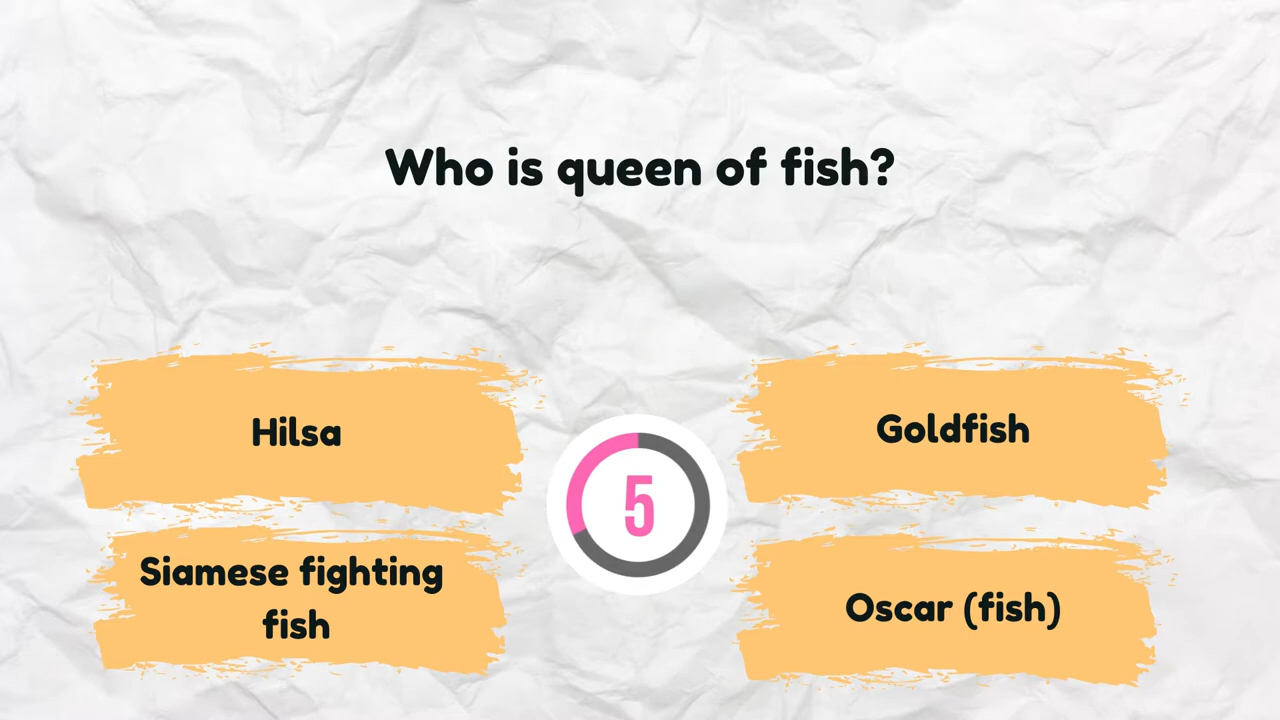 Who is queen of fish?
Hilsa
Goldfish
5
Siamese fighting
fish
Oscar (fish)